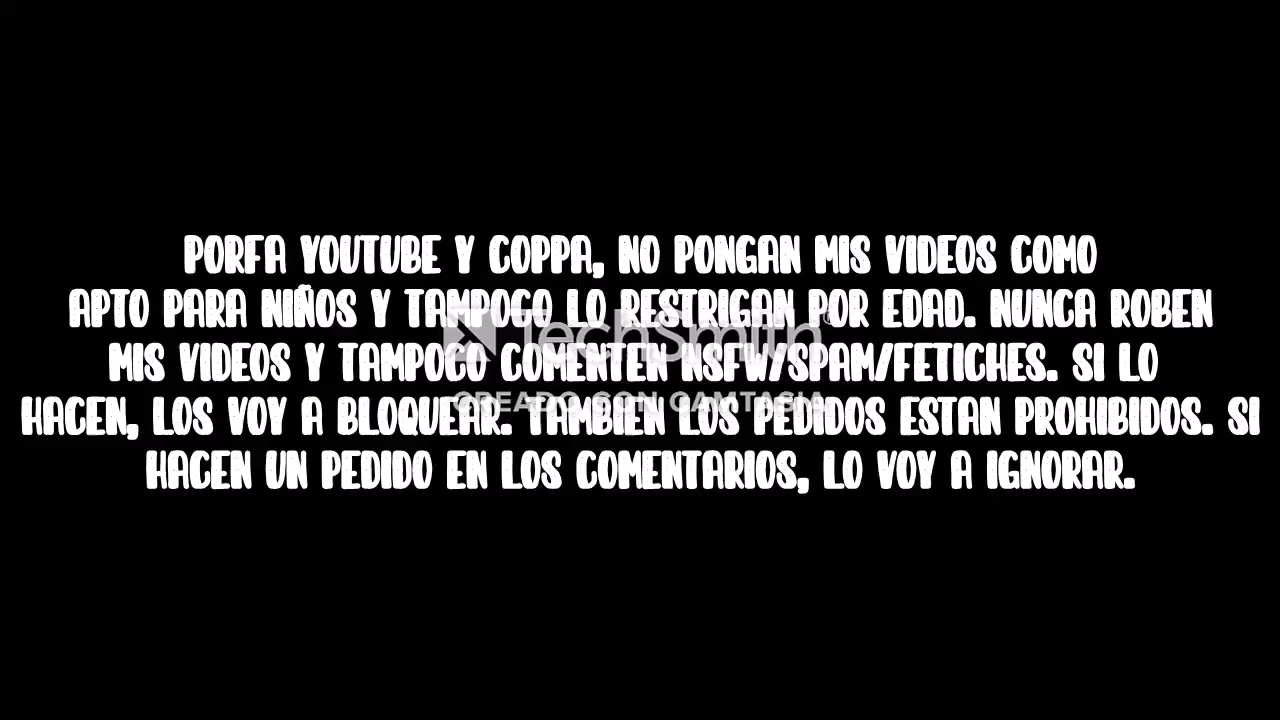 PORFA YOUTUBE Y COPPA, NO PONGAN MIS VIDEOS COMO
APTO PARA NIÑOS Y TAMPOCO LO RESTRIGAN POR EDAD. NUNCA ROBEN
MIS VIDEOS Y TAMPOCO COMENTEN NSFW/SPAM/FETICHES. SI LO
HACEN, LOS VOY A BLOQUEAR. TAMBIEN LOS PEDIDOS ESTAN PROHIBIDOS. SI
HACEN UN PEDIDO EN LOS COMENTARIOS, LO VOY A IGNORAR.
TechSmith®
CREADO CON CAMTASIA